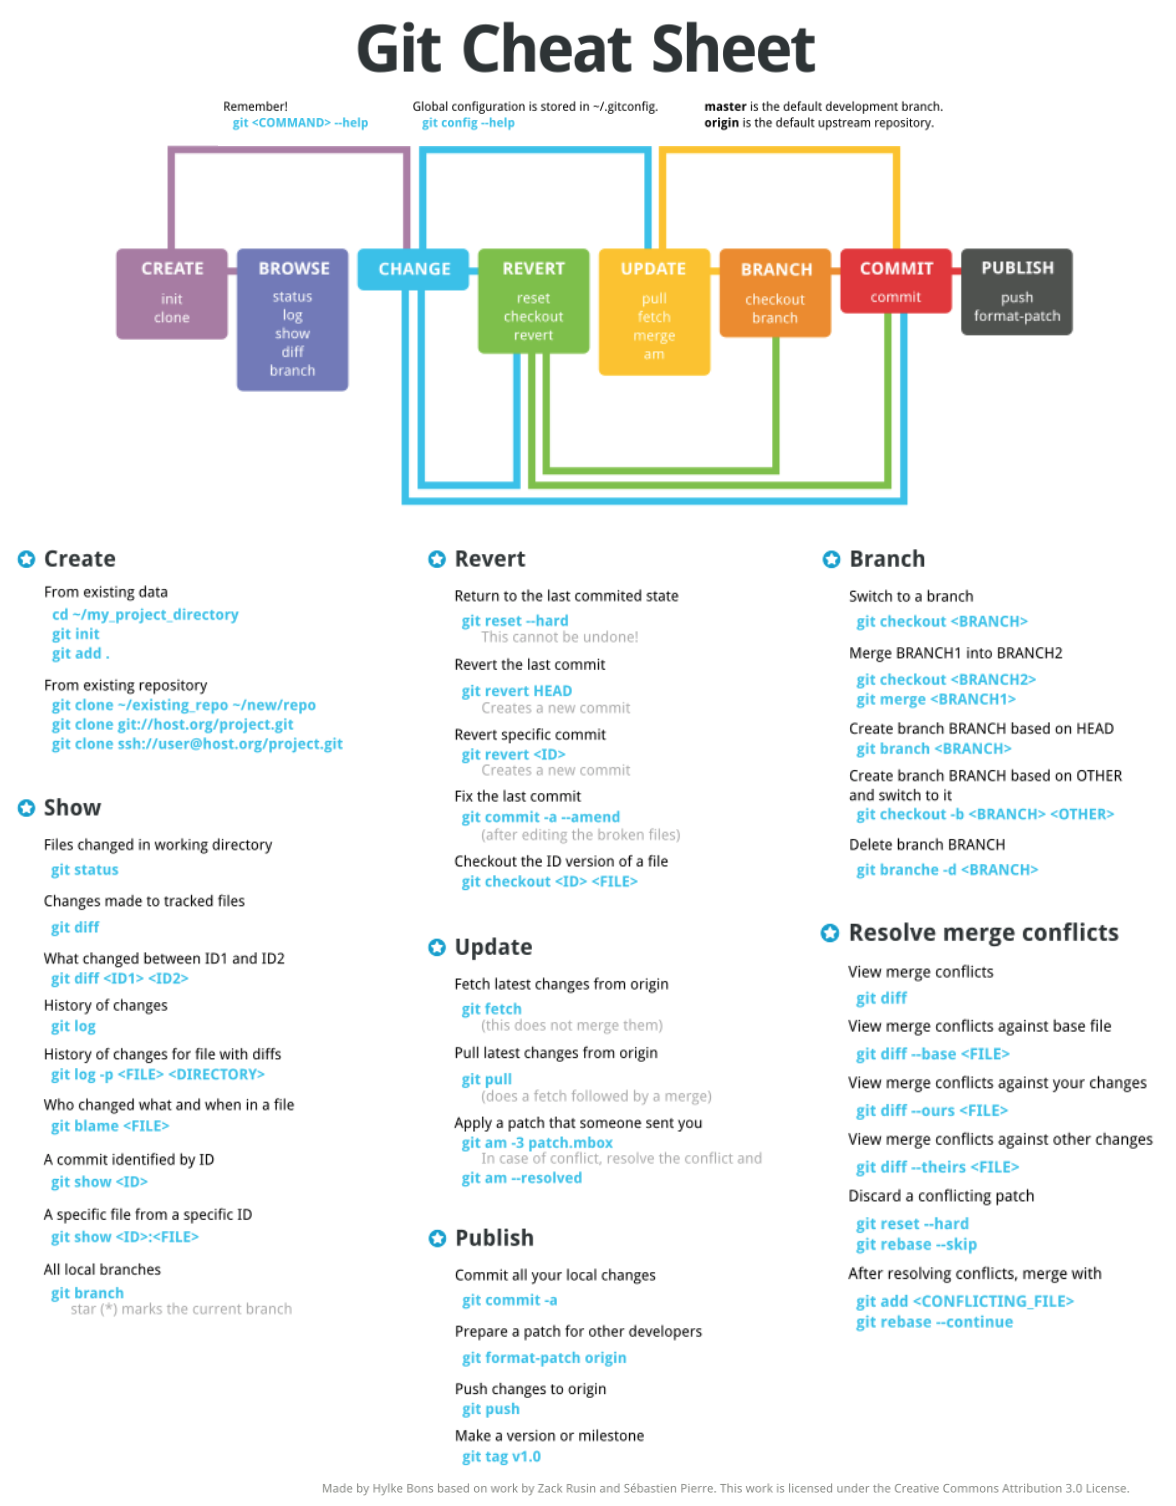 Git Cheat Sheet
Remember!
git <COMMAND> --help
Global configuration is stored in ~/.gitconfig.
git config --help
master is the default development branch.
origin is the default upstream repository.
CREATE
init
clone
BROWSE
status
log
show
diff
branch
CHANGE
REVERT
reset
checkout
revert
UPDATE
pull
fetch
merge
am
BRANCH
checkout
branch
COMMIT
commit
PUBLISH
push
format-patch
Create
From existing data
cd ~/my_project_directory
git init
git add .
From existing repository
git clone ~/existing_repo ~/new/repo
git clone git://host.org/project.git
git clone ssh://user@host.org/project.git
Show
Files changed in working directory
git status
Changes made to tracked files
git diff
What changed between ID1 and ID2
git diff <ID1> <ID2>
History of changes
git log
History of changes for file with diffs
git log -p <FILE> <DIRECTORY>
Who changed what and when in a file
git blame <FILE>
A commit identified by ID
git show <ID>
A specific file from a specific ID
git show <ID>:<FILE>
All local branches
git branch
star (*) marks the current branch
Revert
Return to the last commited state
git reset --hard
This cannot be undone!
Revert the last commit
git revert HEAD
Creates a new commit
Revert specific commit
git revert <ID>
Creates a new commit
Fix the last commit
git commit -a --amend
(after editing the broken files)
Checkout the ID version of a file
git checkout <ID> <FILE>
Update
Fetch latest changes from origin
git fetch
(this does not merge them)
Pull latest changes from origin
git pull
(does a fetch followed by a merge)
Apply a patch that someone sent you
git am -3 patch.mbox
In case of conflict, resolve the conflict and
git am --resolved
Publish
Commit all your local changes
git commit -a
Prepare a patch for other developers
git format-patch origin
Push changes to origin
git push
Make a version or milestone
git tag v1.0
Branch
Switch to a branch
git checkout <BRANCH>
Merge BRANCH1 into BRANCH2
git checkout <BRANCH2>
git merge <BRANCH1>
Create branch BRANCH based on HEAD
git branch <BRANCH>
Create branch BRANCH based on OTHER
and switch to it
git checkout -b <BRANCH> <OTHER>
Delete branch BRANCH
git branche -d <BRANCH>
Resolve merge conflicts
View merge conflicts
git diff
View merge conflicts against base file
git diff --base <FILE>
View merge conflicts against your changes
git diff --ours <FILE>
View merge conflicts against other changes
git diff --theirs <FILE>
Discard a conflicting patch
git reset --hard
git rebase --skip
After resolving conflicts, merge with
git add <CONFLICTING_FILE>
git rebase --continue
Made by Hylke Bons based on work by Zack Rusin and Sébastien Pierre. This work is licensed under the Creative Commons Attribution 3.0 License.